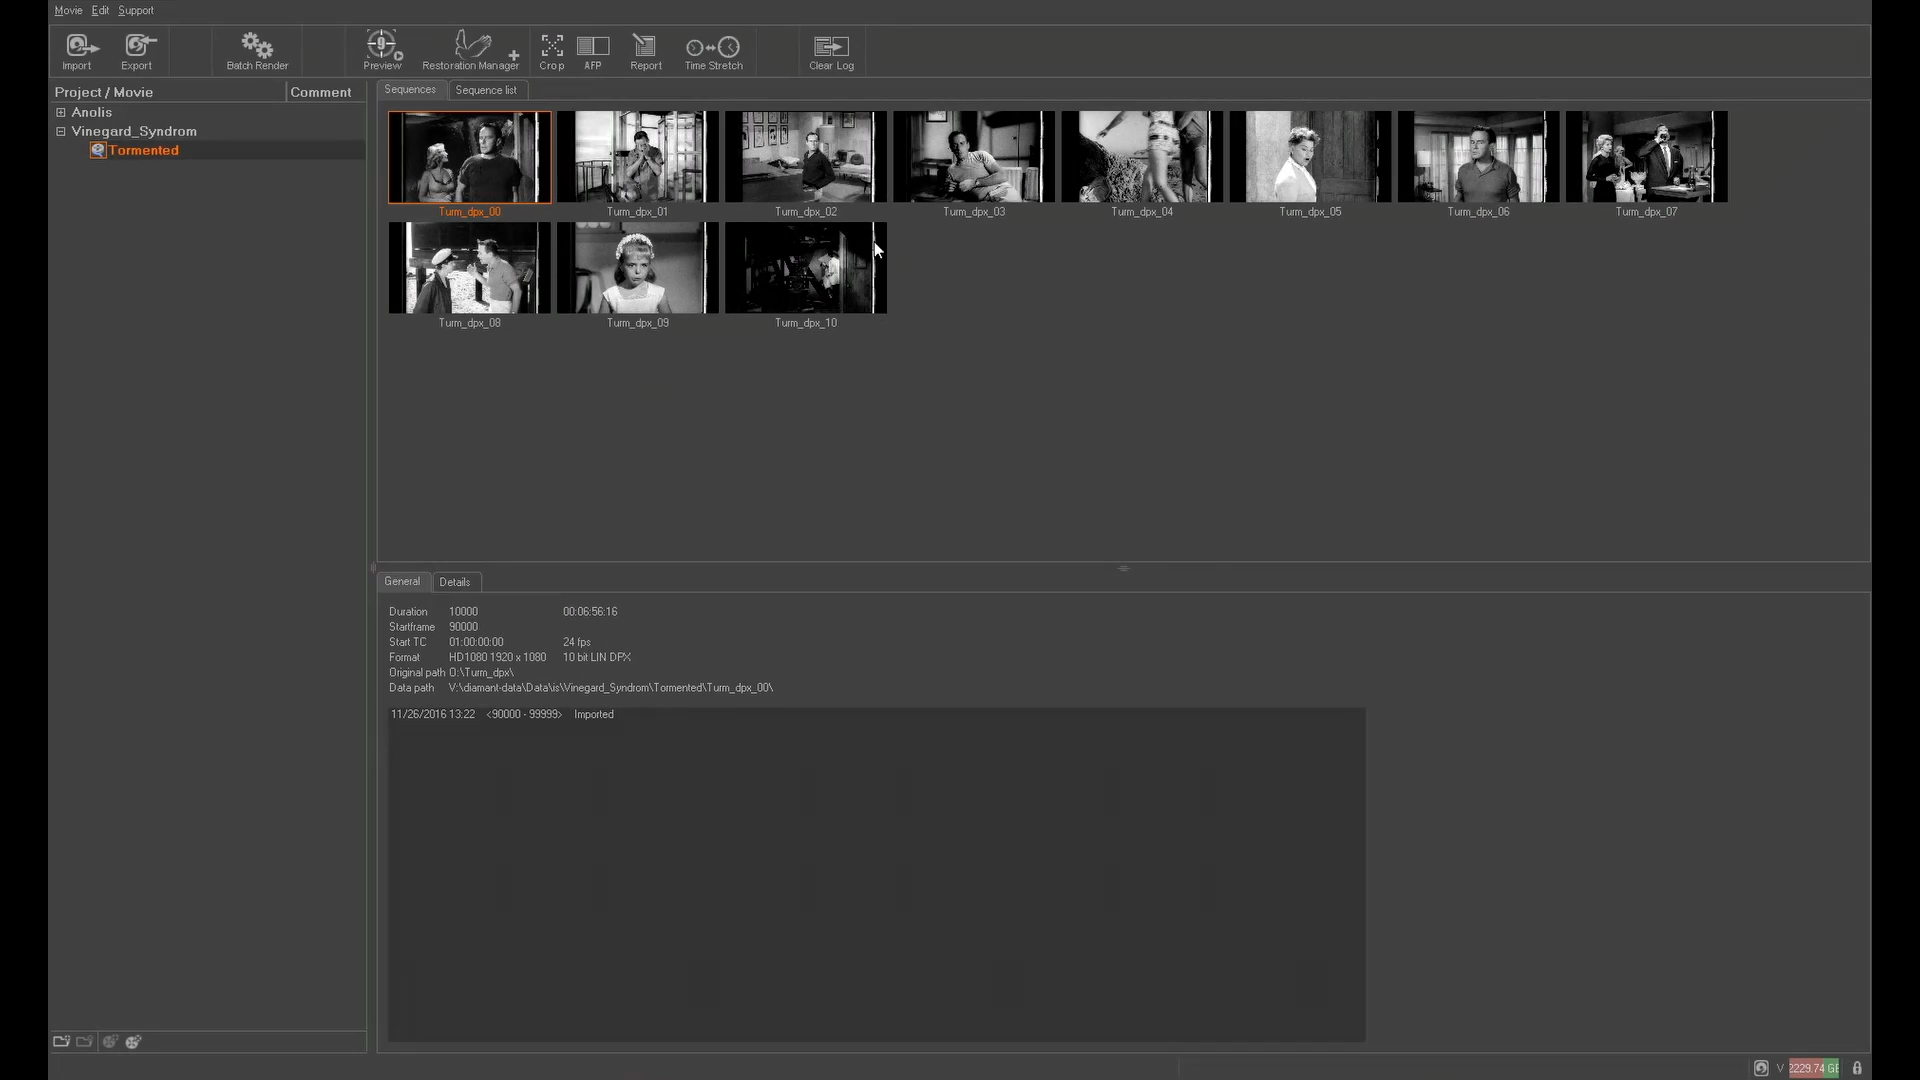 Movie Edit Support
Import Export Batch Render Preview Restoration Manager Crop AFP Report Time Stretch Clear Log
Project / Movie Comment
Anolis
Vinegard_Syndrom
Tormented
Sequences Sequence list
Turm_dpx_00 Turm_dpx_01 Turm_dpx_02 Turm_dpx_03 Turm_dpx_04 Turm_dpx_05 Turm_dpx_06 Turm_dpx_07
Turm_dpx_08 Turm_dpx_09 Turm_dpx_10
General Details
Duration 10000 00:06:56:16
Startframe 90000
Start TC 01:00:00:00 24 fps
Format HD1080 1920 x 1080 10 bit LIN DPX
Original path O:\Turm_dpx\
Data path V:\diamant-data\Data\is\Vinegard_Syndrom\Tormented\Turm_dpx_00\
11/26/2016 13:22 <90000 - 99999> Imported
V 2229.74 GB